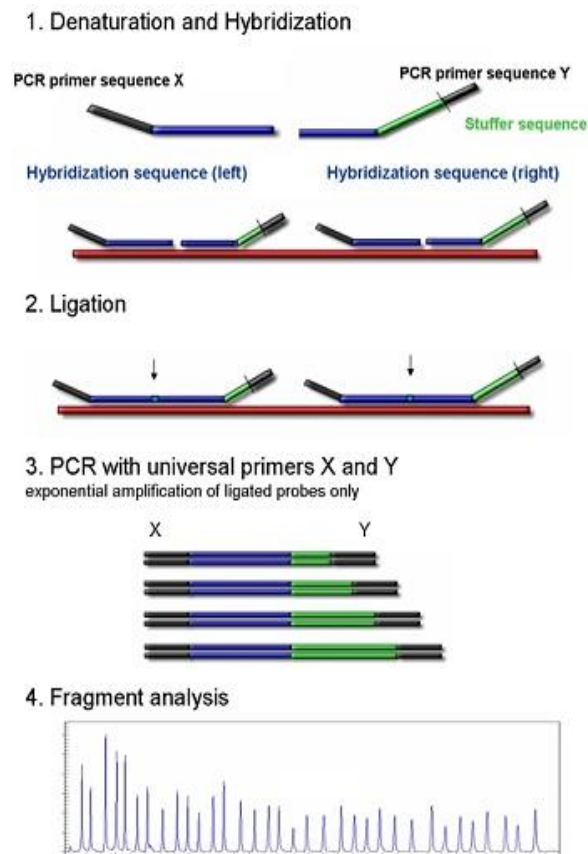 1. Denaturation and Hybridization
PCR primer sequence X
PCR primer sequence Y
Stuffer sequence
Hybridization sequence (left)
Hybridization sequence (right)
2. Ligation
3. PCR with universal primers X and Y
exponential amplification of ligated probes only
X
Y
4. Fragment analysis